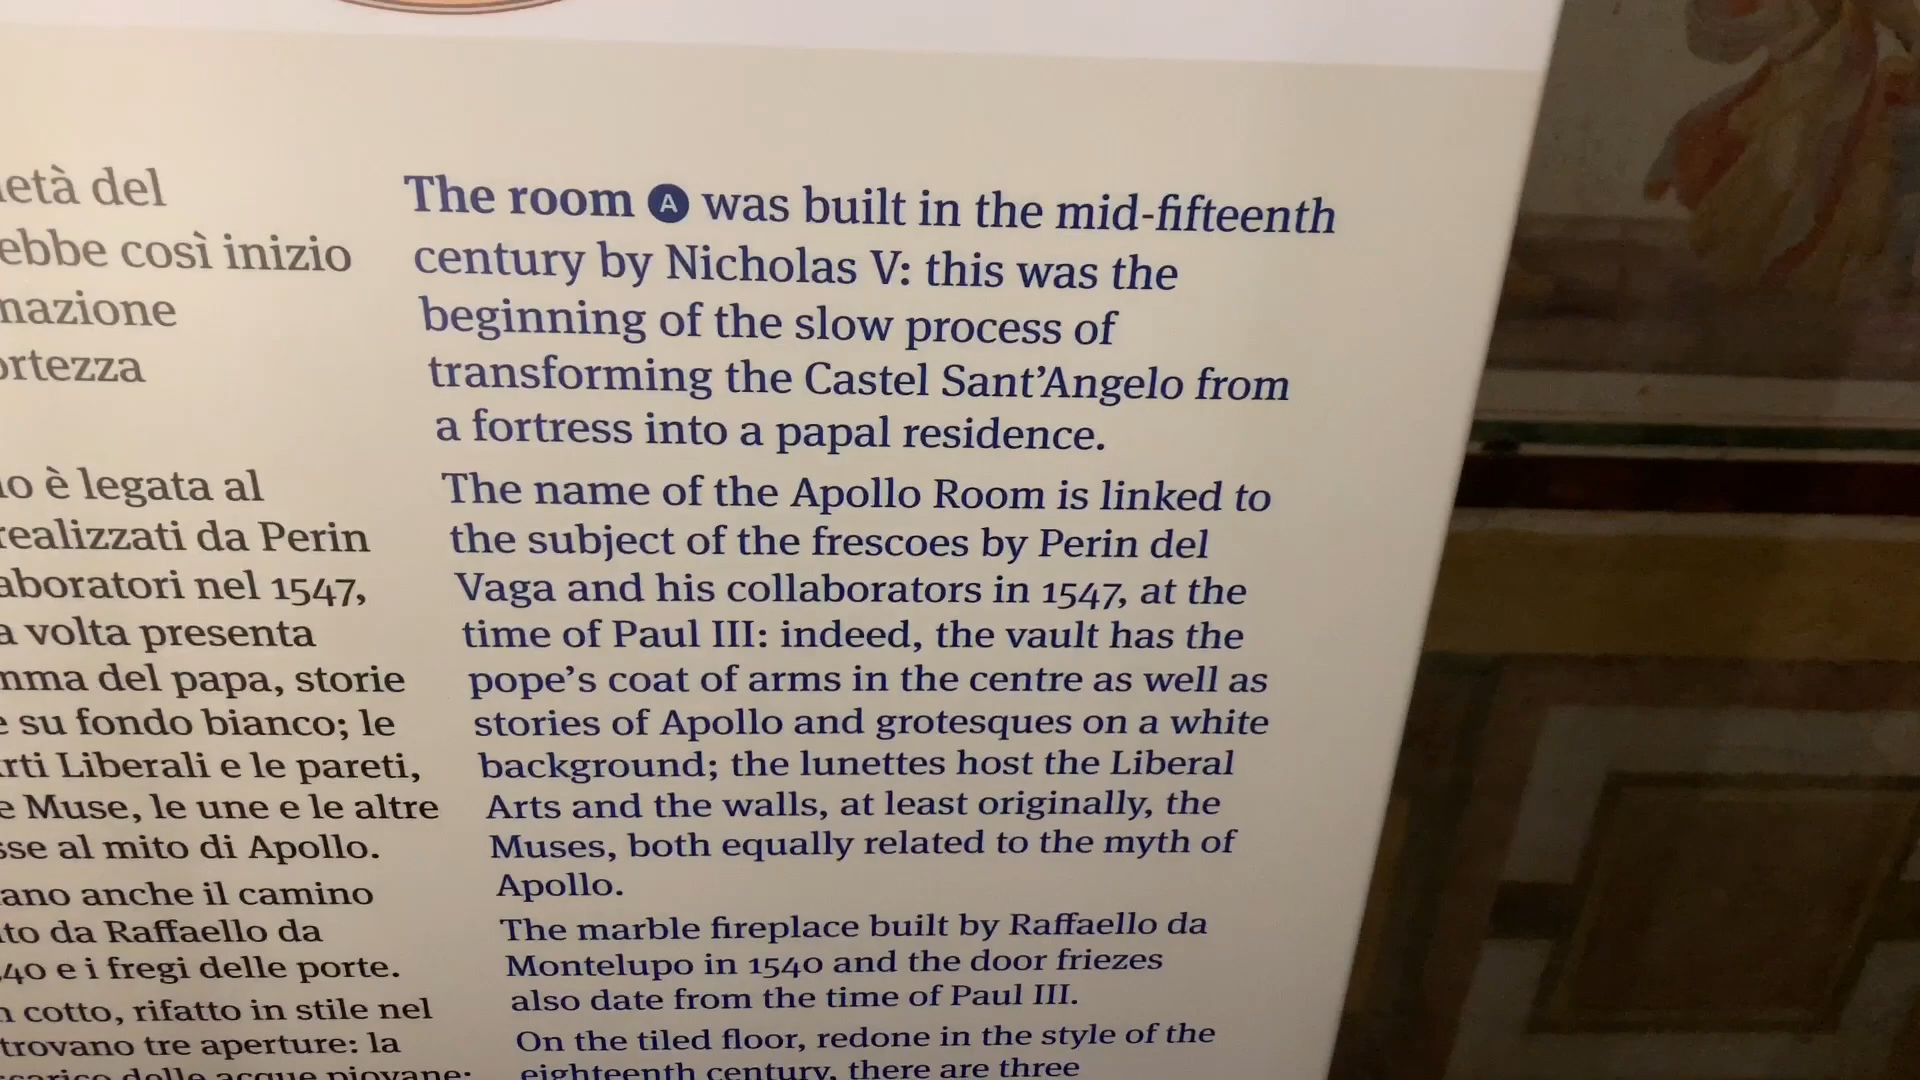 età del
ebbe così inizio
mazione
ortezza
o è legata al
realizzati da Perin
aboratori nel 1547,
a volta presenta
mma del papa, storie
e su fondo bianco; le
rti Liberali e le pareti,
e Muse, le une e le altre
sse al mito di Apollo.
ano anche il camino
to da Raffaello da
40 e i fregi delle porte.
n cotto, rifatto in stile nel
trovano tre aperture: la
scarico delle acque piovane;
The room A was built in the mid-fifteenth
century by Nicholas V: this was the
beginning of the slow process of
transforming the Castel Sant’Angelo from
a fortress into a papal residence.
The name of the Apollo Room is linked to
the subject of the frescoes by Perin del
Vaga and his collaborators in 1547, at the
time of Paul III: indeed, the vault has the
pope’s coat of arms in the centre as well as
stories of Apollo and grotesques on a white
background; the lunettes host the Liberal
Arts and the walls, at least originally, the
Muses, both equally related to the myth of
Apollo.
The marble fireplace built by Raffaello da
Montelupo in 1540 and the door friezes
also date from the time of Paul III.
On the tiled floor, redone in the style of the
eighteenth century, there are three